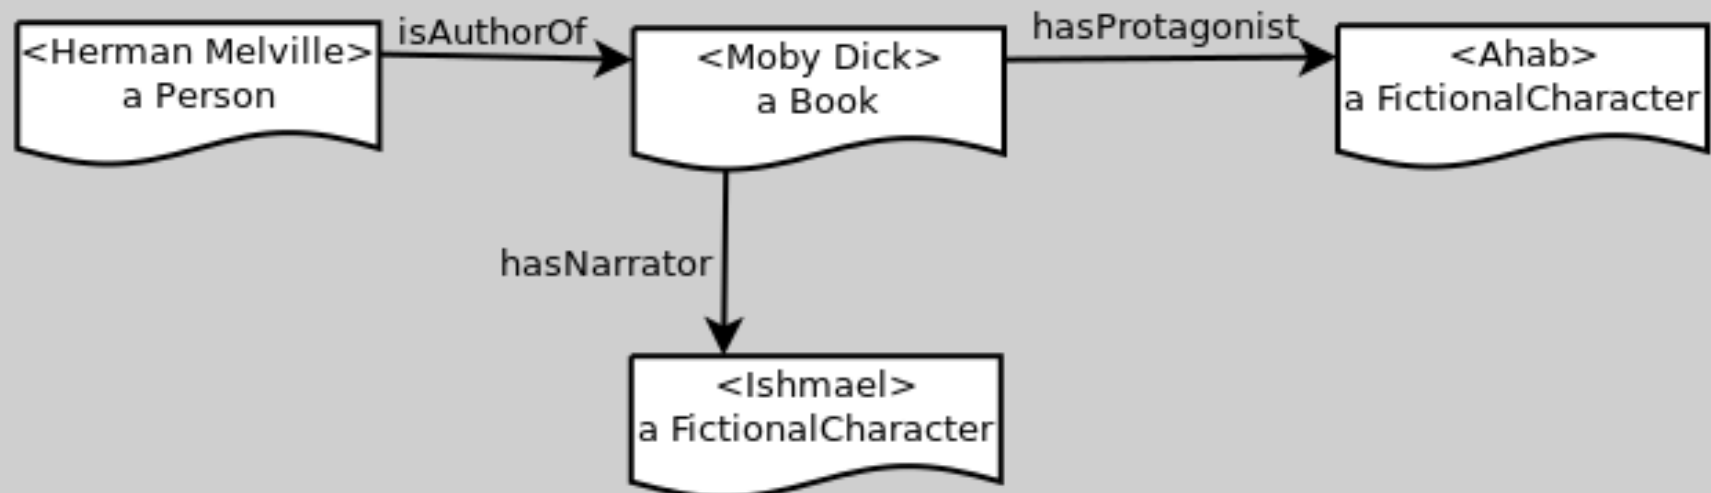 <Herman Melville>
a Person
isAuthorOf
<Moby Dick>
a Book
hasProtagonist
<Ahab>
a FictionalCharacter
hasNarrator
<Ishmael>
a FictionalCharacter